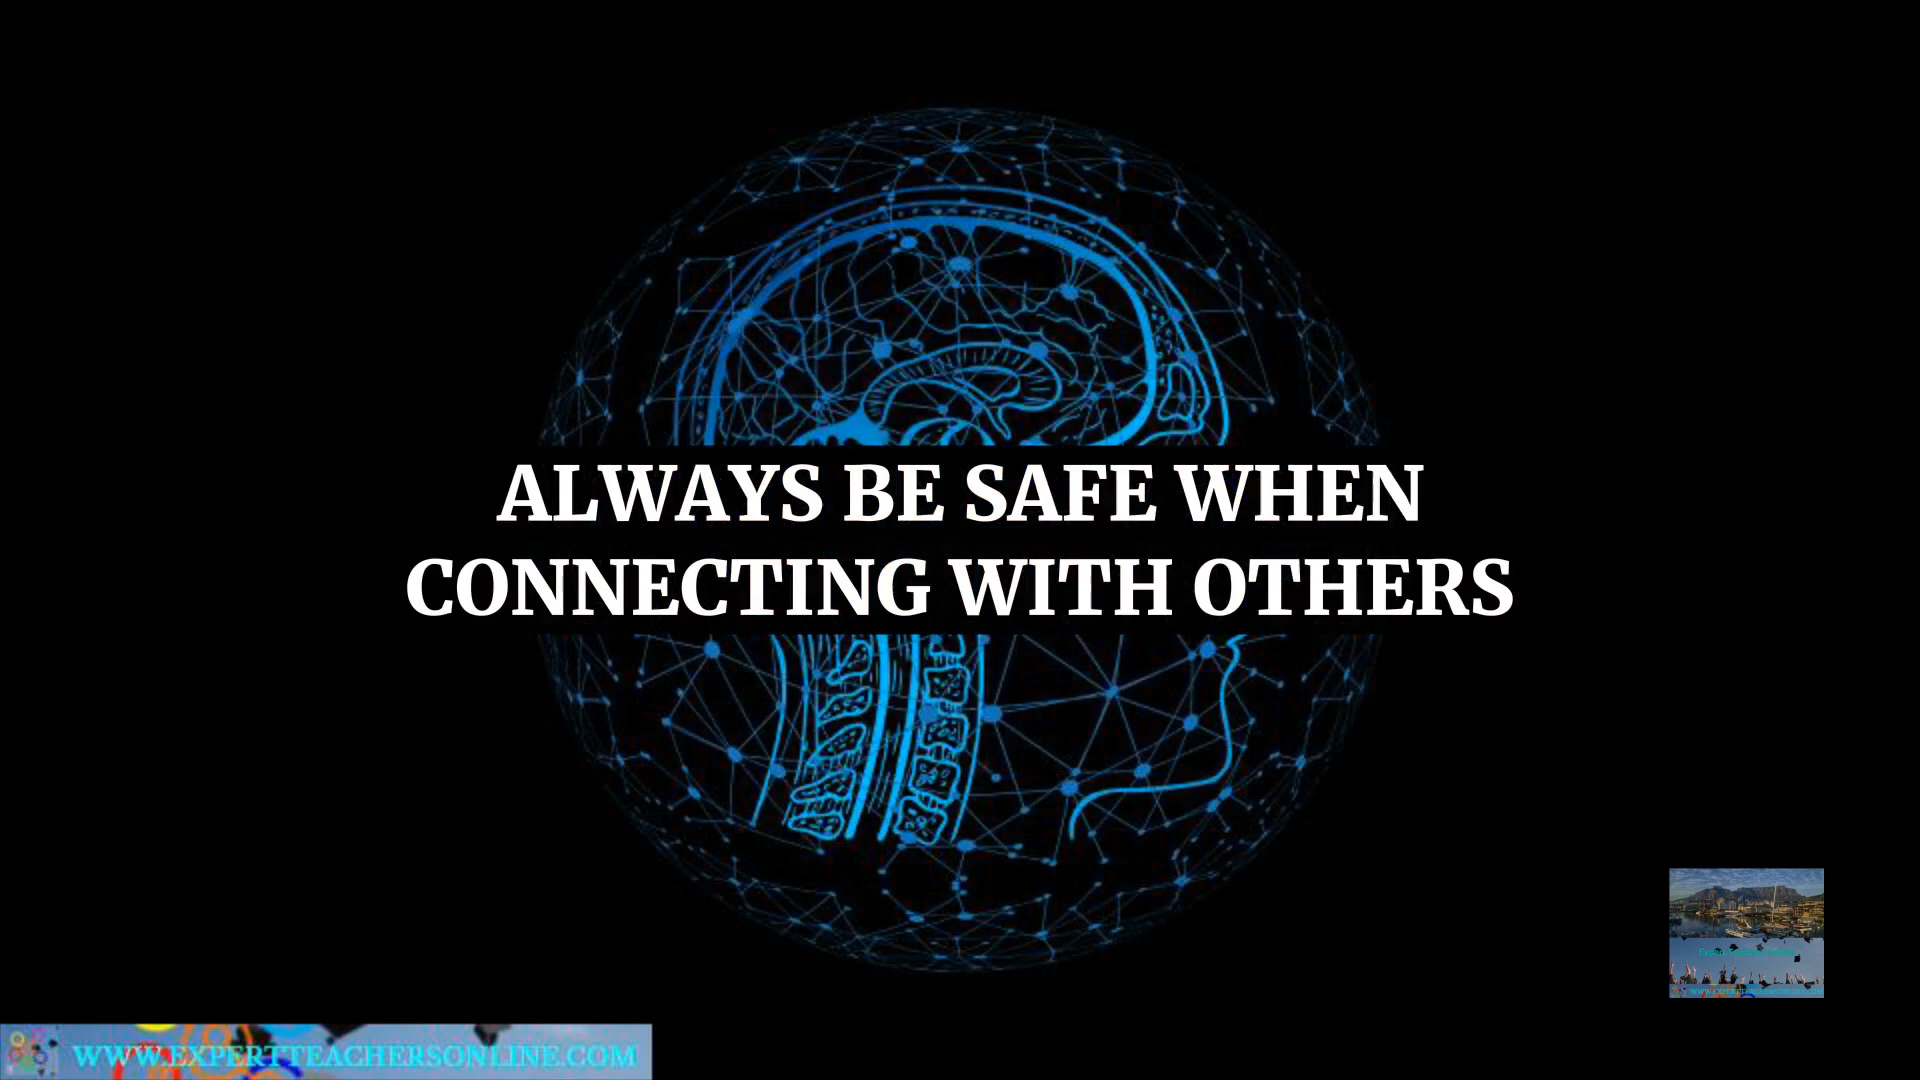 ALWAYS BE SAFE WHEN
CONNECTING WITH OTHERS
WWW.EXPERTTEACHERSONLINE.COM